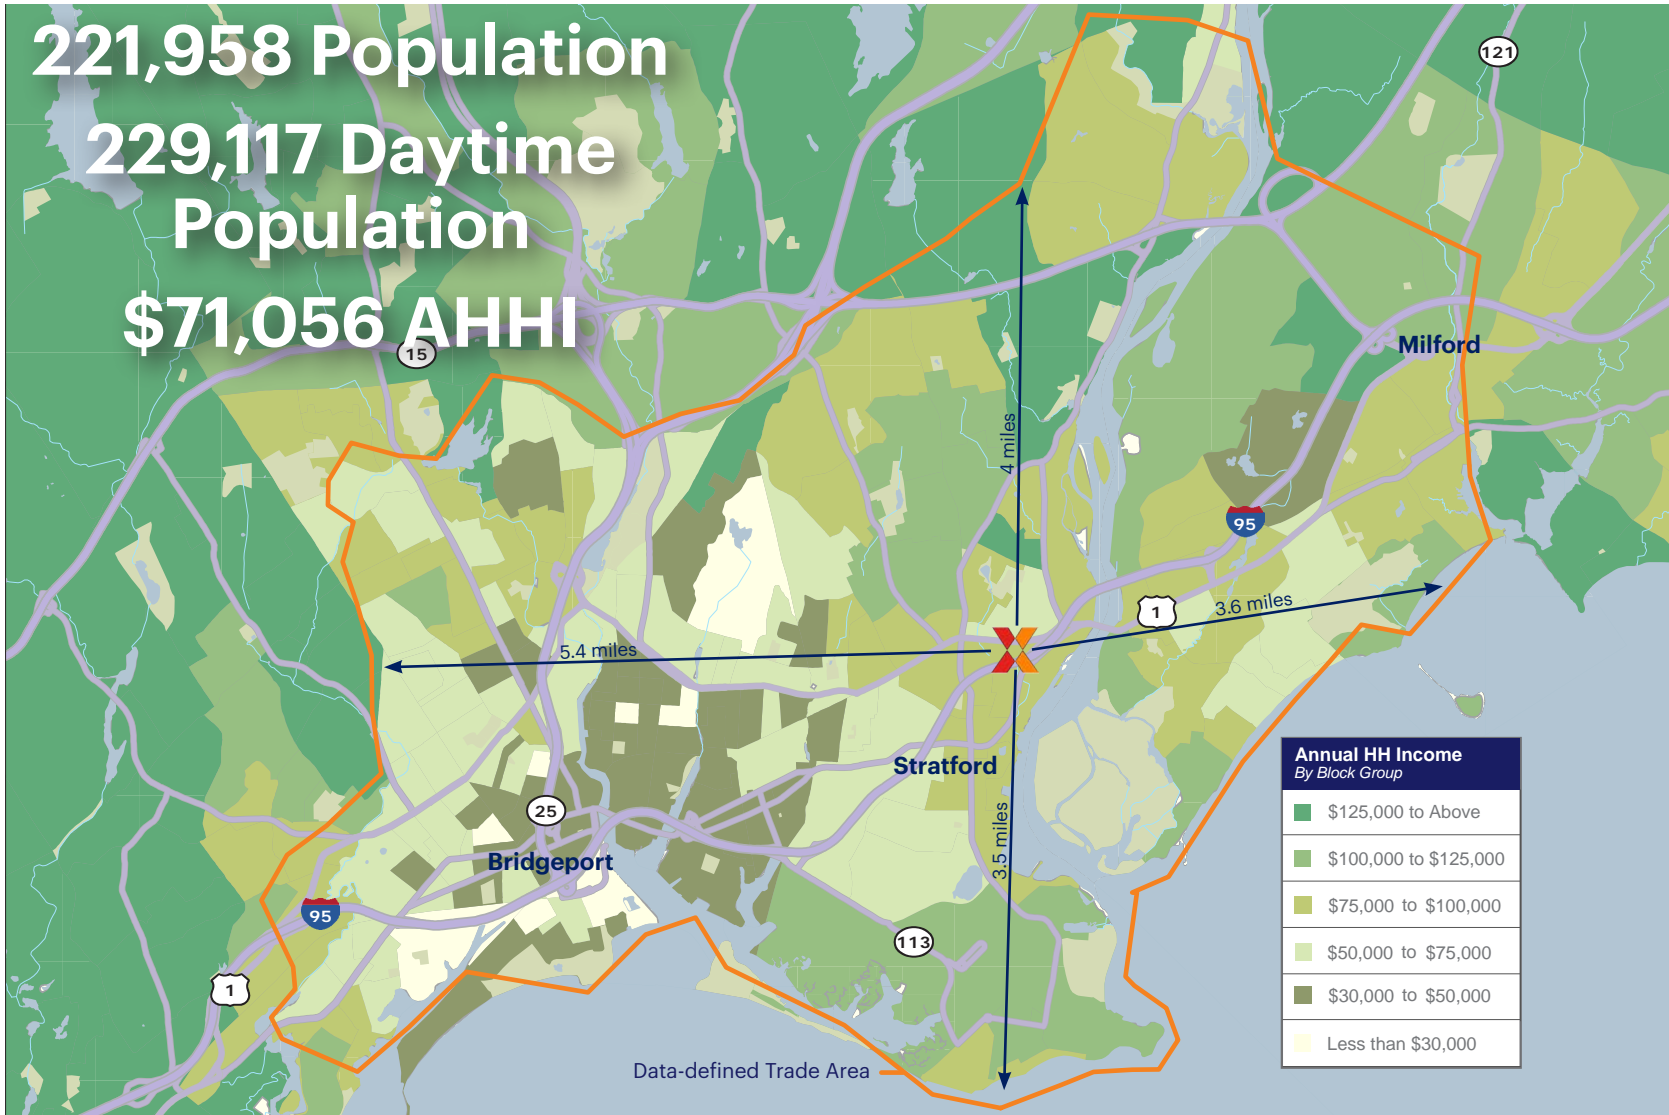 221,958 Population
229,117 Daytime
Population
$71,056 AHHI
121
15
Milford
4 miles
95
1
3.6 miles
5.4 miles
Stratford
25
3.5 miles
Bridgeport
95
113
1
Data-defined Trade Area
Annual HH Income
By Block Group
$125,000 to Above
$100,000 to $125,000
$75,000 to $100,000
$50,000 to $75,000
$30,000 to $50,000
Less than $30,000